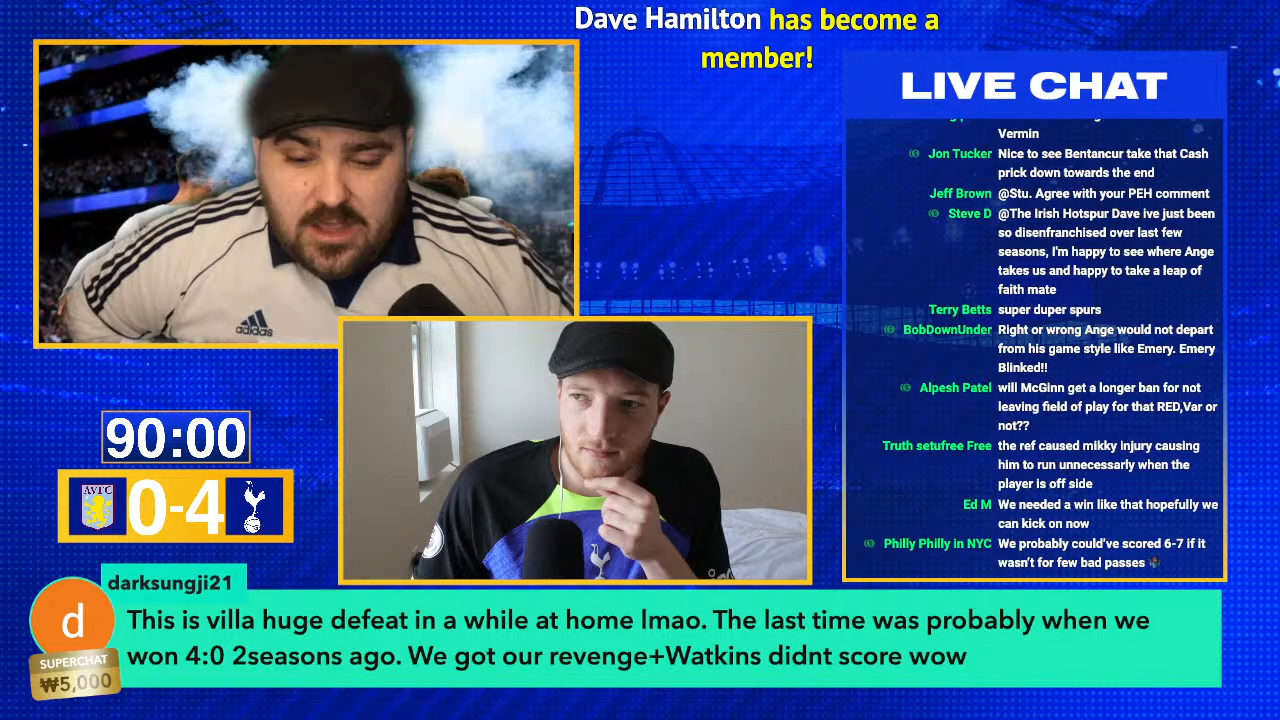 Dave Hamilton has become a
member!
LIVE CHAT
Vermin
Jon Tucker Nice to see Bentancur take that Cash
prick down towards the end
Jeff Brown @Stu. Agree with your PEH comment
Steve D @The Irish Hotspur Dave ive just been
so disenfranchised over last few
seasons, I'm happy to see where Ange
takes us and happy to take a leap of
faith mate
Terry Betts super duper spurs
BobDownUnder Right or wrong Ange would not depart
from his game style like Emery. Emery
Blinked!!
Alpesh Patel will McGinn get a longer ban for not
leaving field of play for that RED,Var or
not??
Truth setufree Free the ref caused mikky injury causing
him to run unnecessarly when the
player is off side
Ed M We needed a win like that hopefully we
can kick on now
Philly Philly in NYC We probably could've scored 6-7 if it
wasn't for few bad passes
adidas
90:00
AVFC
0-4
darksungji21
d
This is villa huge defeat in a while at home lmao. The last time was probably when we
won 4:0 2seasons ago. We got our revenge+Watkins didnt score wow
SUPERCHAT
₩5,000